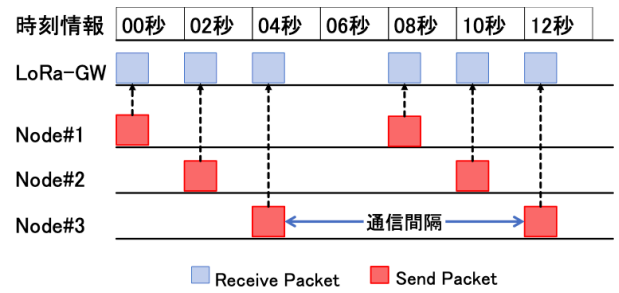 時刻情報 00秒 02秒 04秒 06秒 08秒 10秒 12秒
LoRa-GW
Node#1
Node#2
Node#3 通信間隔
Receive Packet Send Packet